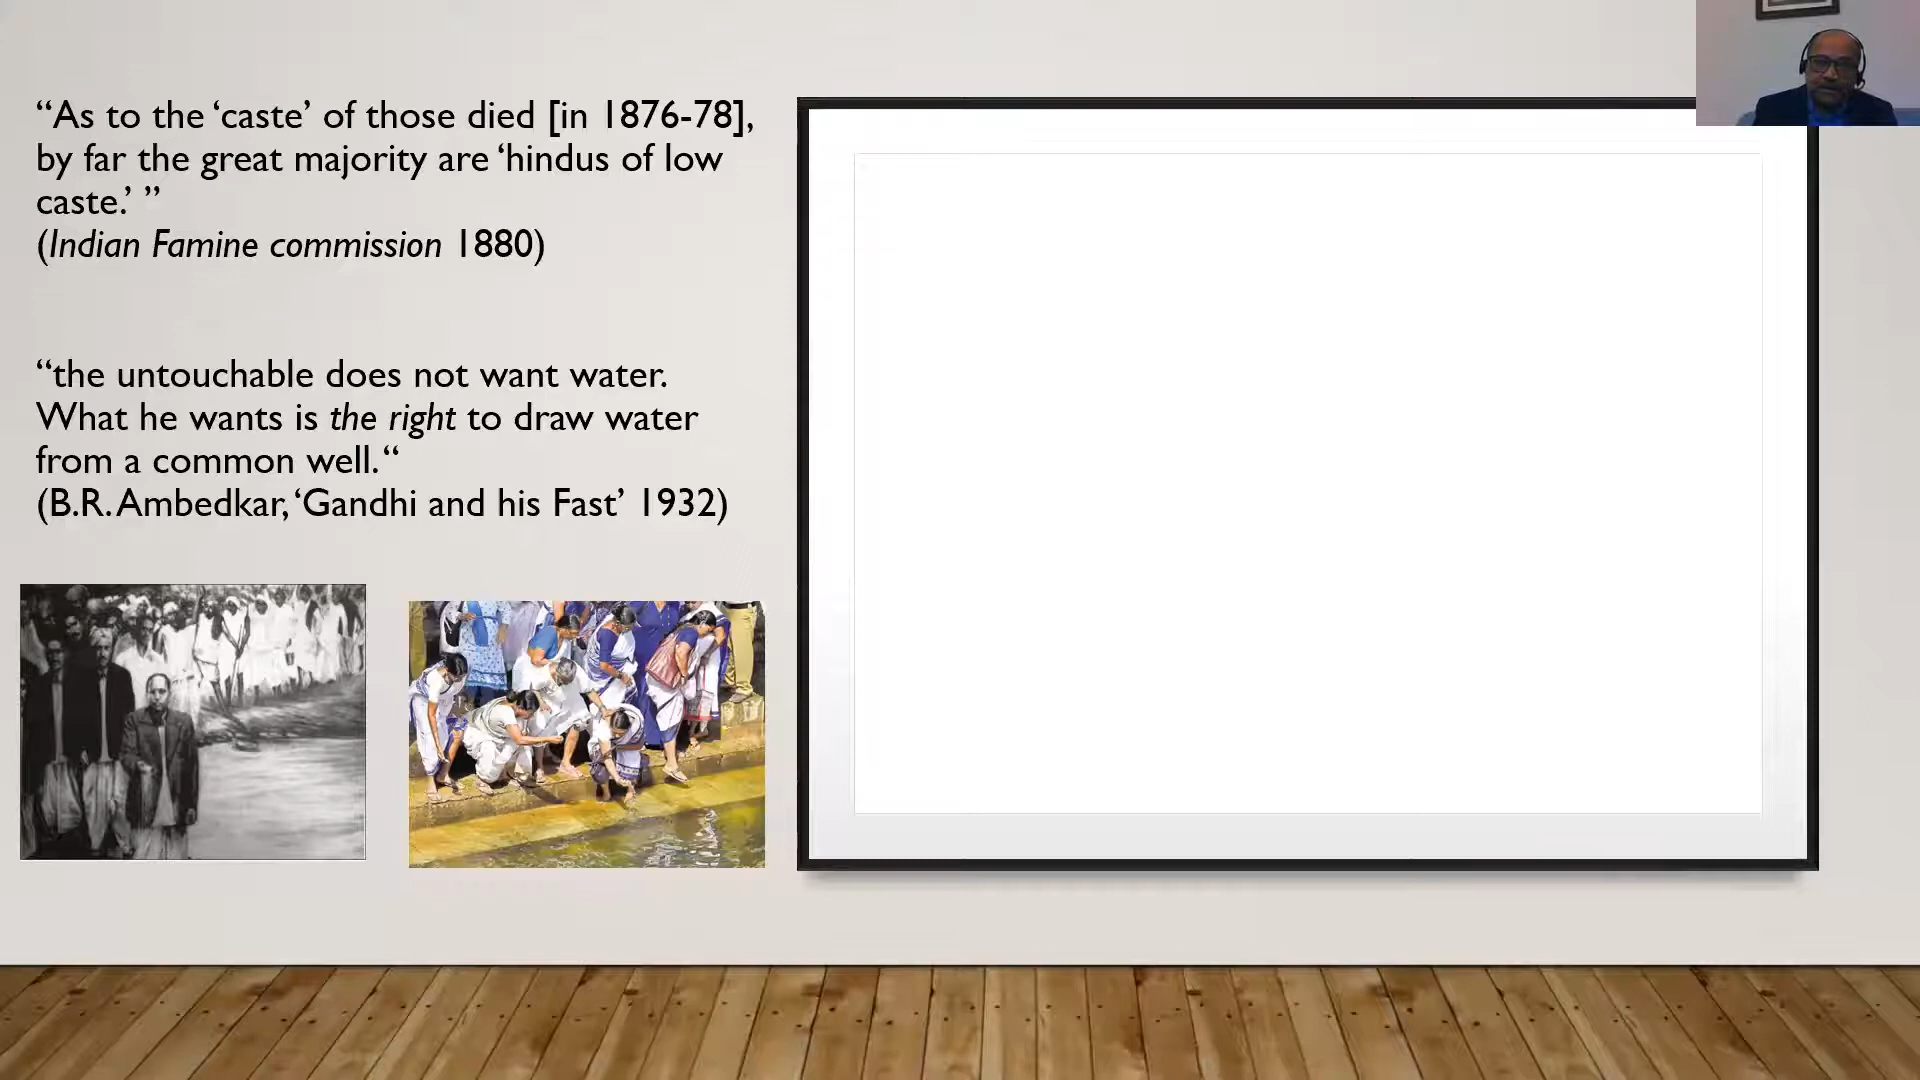 “As to the ‘caste’ of those died [in 1876-78],
by far the great majority are ‘hindus of low
caste.’ ”
(Indian Famine commission 1880)
“the untouchable does not want water.
What he wants is the right to draw water
from a common well.“
(B.R. Ambedkar, ‘Gandhi and his Fast’ 1932)